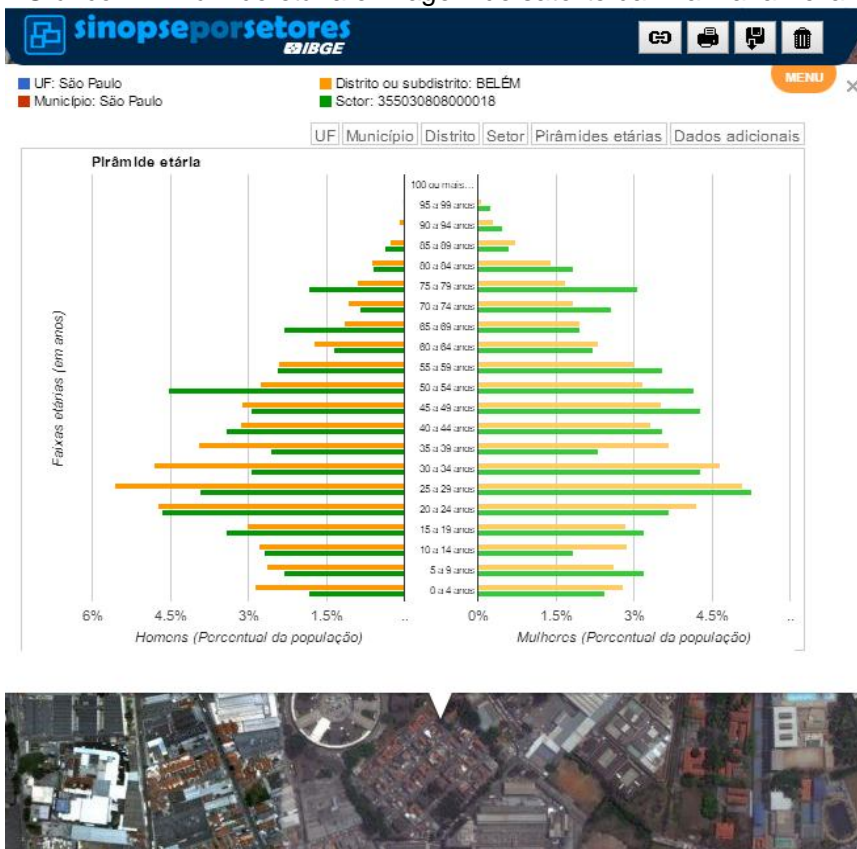 sinopseporsetores
IBGE
UF: São Paulo
Município: São Paulo
Distrito ou subdistrito: BELÉM
Setor: 355030808000018
MENU
UF Município Distrito Setor Pirâmides etárias Dados adicionais
Pirâmide etária
100 ou mais...
95 a 99 anos
90 a 94 anos
85 a 89 anos
80 a 84 anos
75 a 79 anos
70 a 74 anos
65 a 69 anos
60 a 64 anos
55 a 59 anos
50 a 54 anos
45 a 49 anos
40 a 44 anos
35 a 39 anos
30 a 34 anos
25 a 29 anos
20 a 24 anos
15 a 19 anos
10 a 14 anos
5 a 9 anos
0 a 4 anos
Faixas etárias (em anos)
6% 4.5% 3% 1.5% .. 0% 1.5% 3% 4.5% ..
Homens (Percentual da população) Mulheres (Percentual da população)